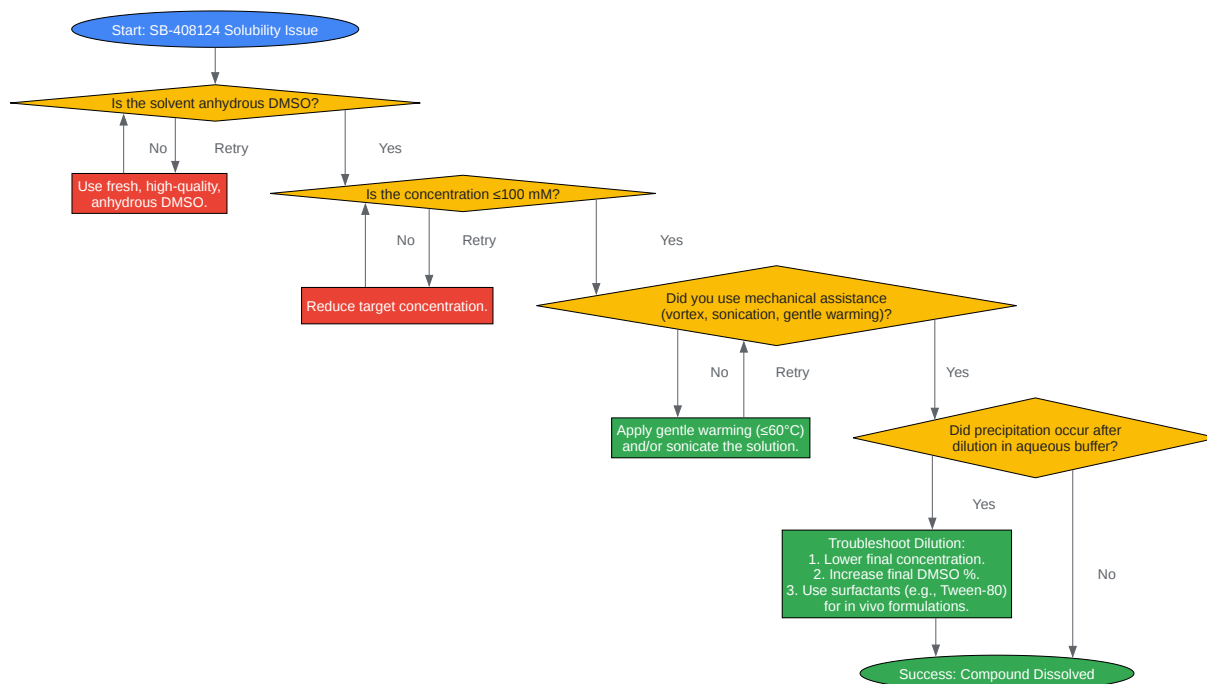 Start: SB-408124 Solubility Issue
Is the solvent anhydrous DMSO?
No
Retry
Yes
Use fresh, high-quality,
anhydrous DMSO.
Is the concentration ≤100 mM?
No
Retry
Yes
Reduce target concentration.
Did you use mechanical assistance
(vortex, sonication, gentle warming)?
No
Retry
Yes
Apply gentle warming (≤60°C)
and/or sonicate the solution.
Did precipitation occur after
dilution in aqueous buffer?
Yes
No
Troubleshoot Dilution:
1. Lower final concentration.
2. Increase final DMSO %.
3. Use surfactants (e.g., Tween-80)
for in vivo formulations.
Success: Compound Dissolved